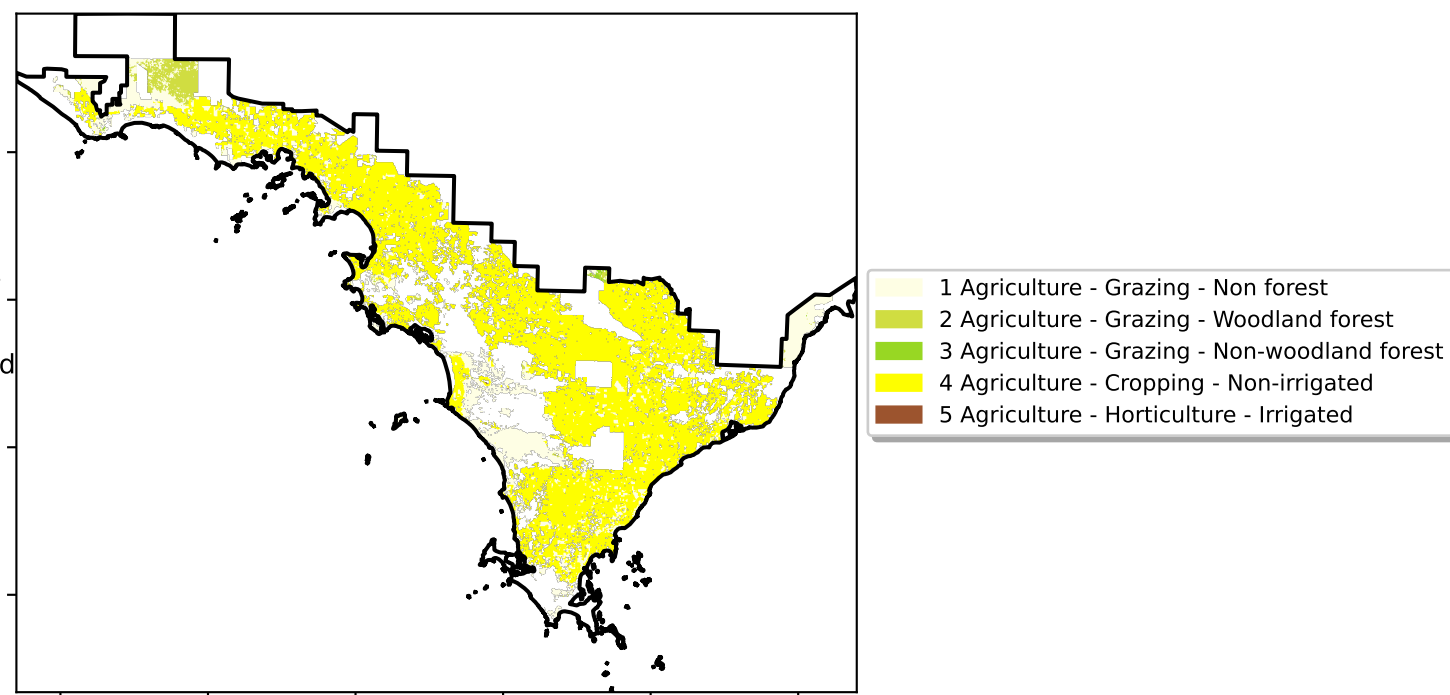 d
1 Agriculture - Grazing - Non forest
2 Agriculture - Grazing - Woodland forest
3 Agriculture - Grazing - Non-woodland forest
4 Agriculture - Cropping - Non-irrigated
5 Agriculture - Horticulture - Irrigated